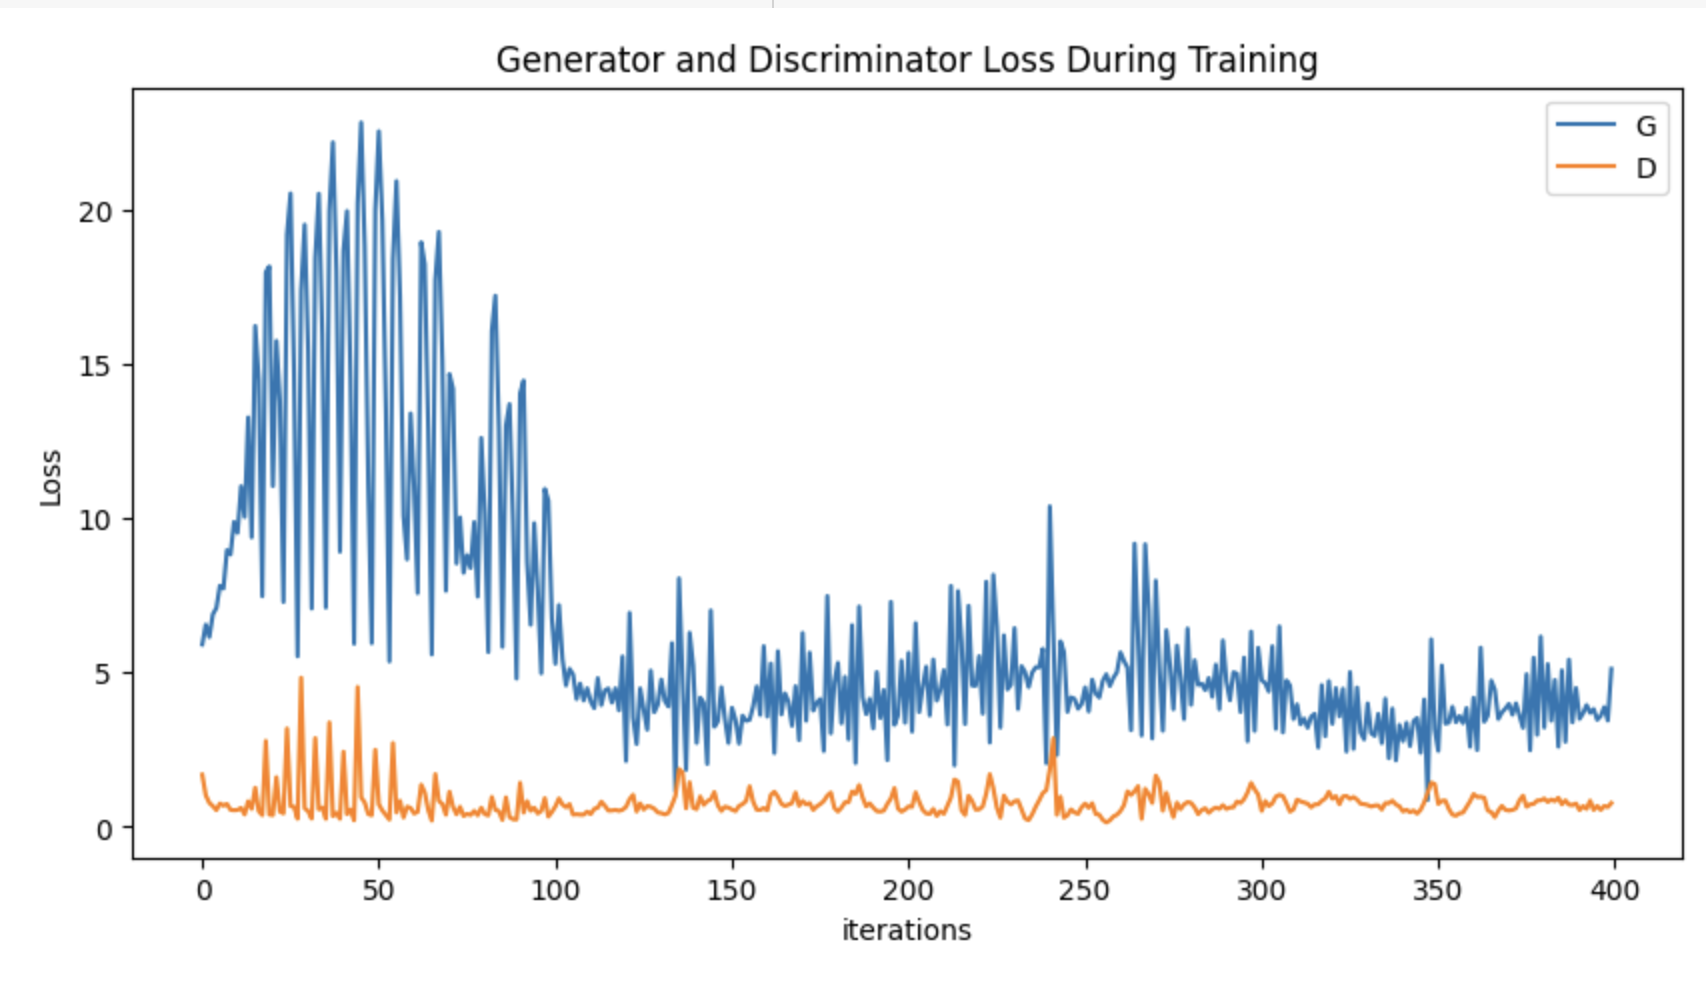 Generator and Discriminator Loss During Training
G
D
20
15
10
5
0
Loss
0 50 100 150 200 250 300 350 400
iterations